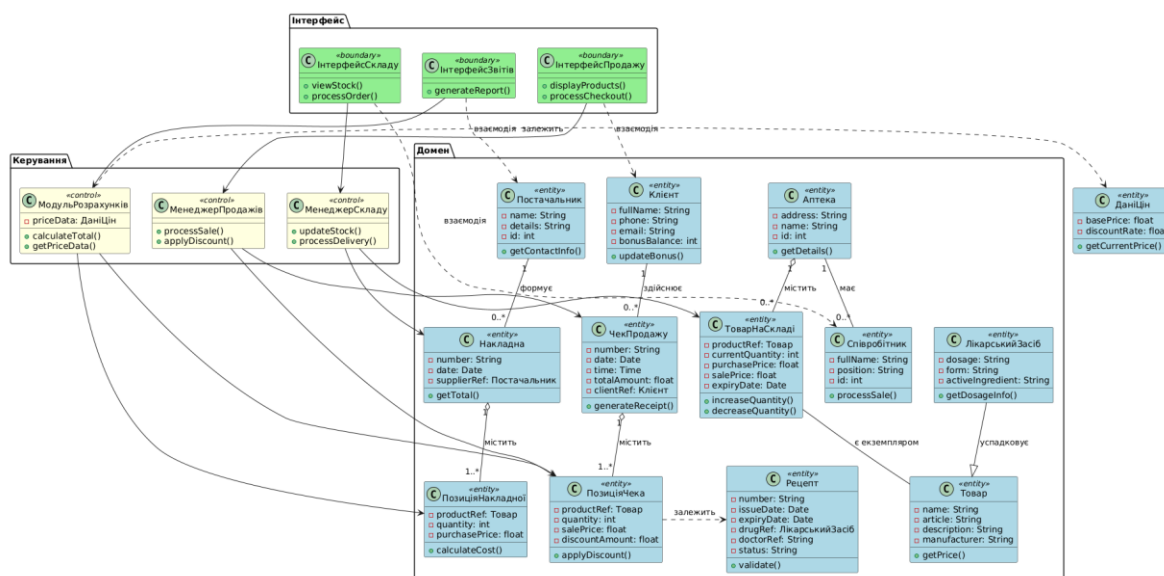 Інтерфейс
«boundary»
ІнтерфейсСкладу
viewStock()
processOrder()
«boundary»
ІнтерфейсЗвітів
generateReport()
«boundary»
ІнтерфейсПродажу
displayProducts()
processCheckout()
взаємодія
залежить
взаємодія
Керування
«control»
МодульРозрахунків
priceData: ДаніЦін
calculateTotal()
getPriceData()
«control»
МенеджерПродажів
processSale()
applyDiscount()
«control»
МенеджерСкладу
updateStock()
processDelivery()
взаємодія
Домен
«entity»
Постачальник
name: String
details: String
id: int
getContactInfo()
«entity»
Клієнт
fullName: String
phone: String
email: String
bonusBalance: int
updateBonus()
«entity»
Аптека
address: String
name: String
id: int
getDetails()
«entity»
ДаніЦін
basePrice: float
discountRate: float
getCurrentPrice()
1
формує
0..*
1
здійснює
0..*
1
містить
0..*
1
має
0..*
«entity»
Накладна
number: String
date: Date
supplierRef: Постачальник
getTotal()
«entity»
ЧекПродажу
number: String
date: Date
time: Time
totalAmount: float
clientRef: Клієнт
generateReceipt()
«entity»
ТоварНаСкладі
productRef: Товар
currentQuantity: int
purchasePrice: float
salePrice: float
expiryDate: Date
increaseQuantity()
decreaseQuantity()
«entity»
Співробітник
fullName: String
position: String
id: int
processSale()
«entity»
ЛікарськийЗасіб
dosage: String
form: String
activeIngredient: String
getDosageInfo()
1
містить
1..*
1
містить
1..*
є екземпляром
успадковує
«entity»
ПозиціяНакладної
productRef: Товар
quantity: int
purchasePrice: float
calculateCost()
«entity»
ПозиціяЧека
productRef: Товар
quantity: int
salePrice: float
discountAmount: float
applyDiscount()
залежить
«entity»
Рецепт
number: String
issueDate: Date
expiryDate: Date
drugRef: ЛікарськийЗасіб
doctorRef: String
status: String
validate()
«entity»
Товар
name: String
article: String
description: String
manufacturer: String
getPrice()